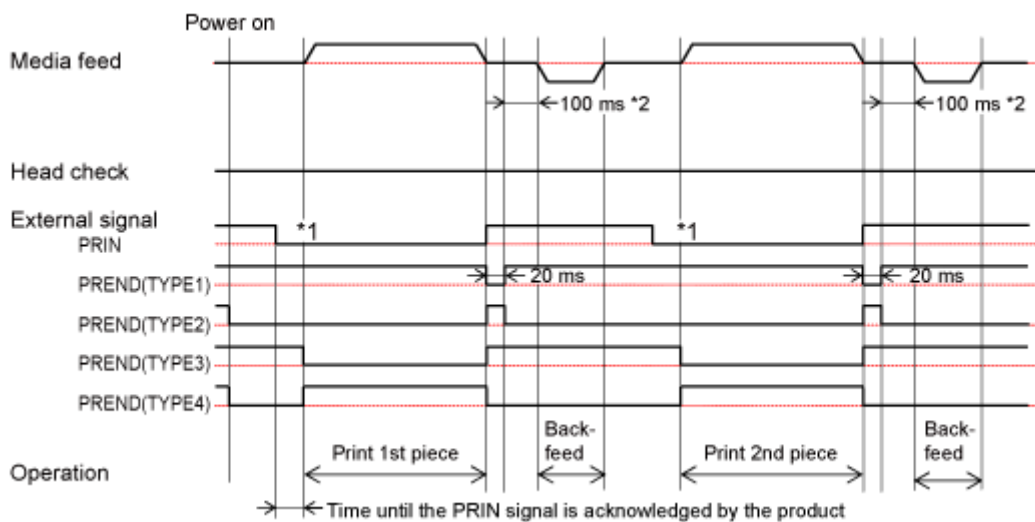 Power on
Media feed
100 ms *2
100 ms *2
Head check
External signal
PRIN
*1
*1
PREND(TYPE1)
20 ms
20 ms
PREND(TYPE2)
PREND(TYPE3)
PREND(TYPE4)
Operation
Print 1st piece
Back-
feed
Print 2nd piece
Back-
feed
Time until the PRIN signal is acknowledged by the product